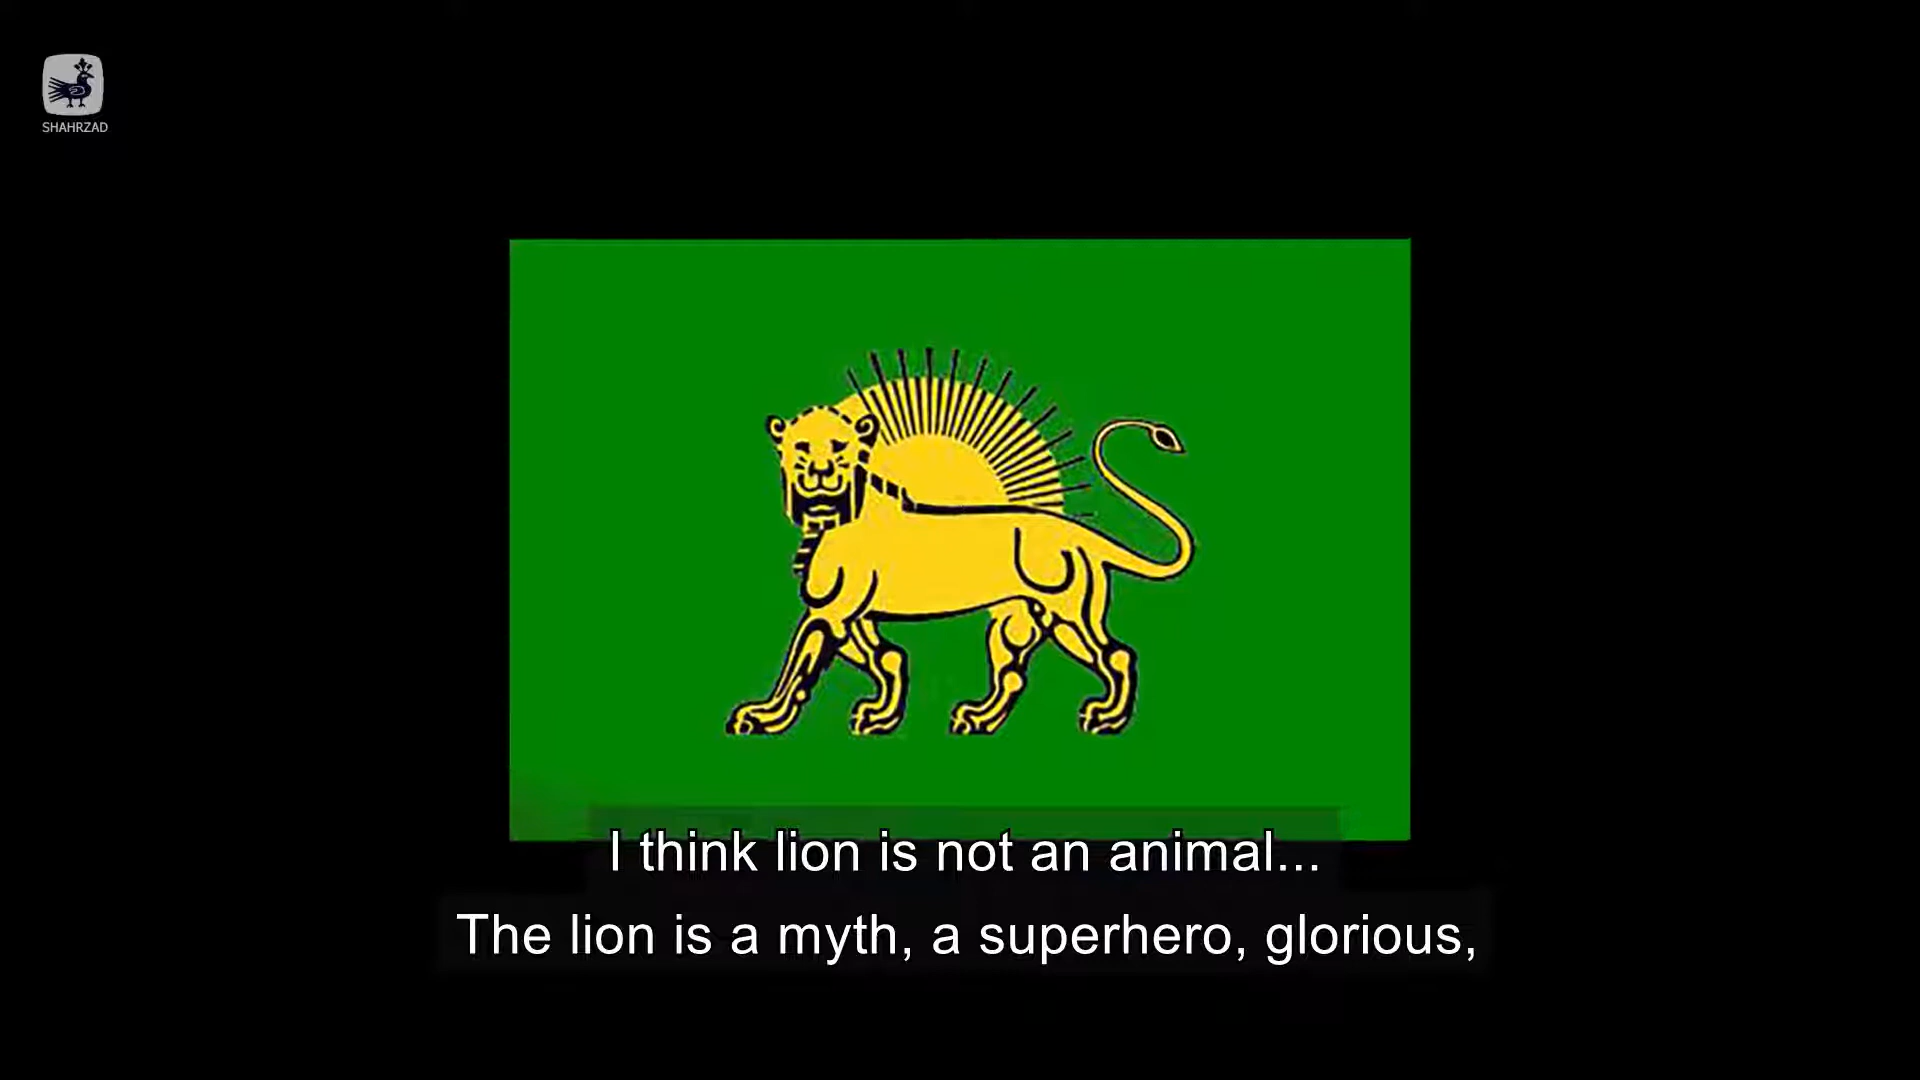 SHAHRZAD
I think lion is not an animal...
The lion is a myth, a superhero, glorious,